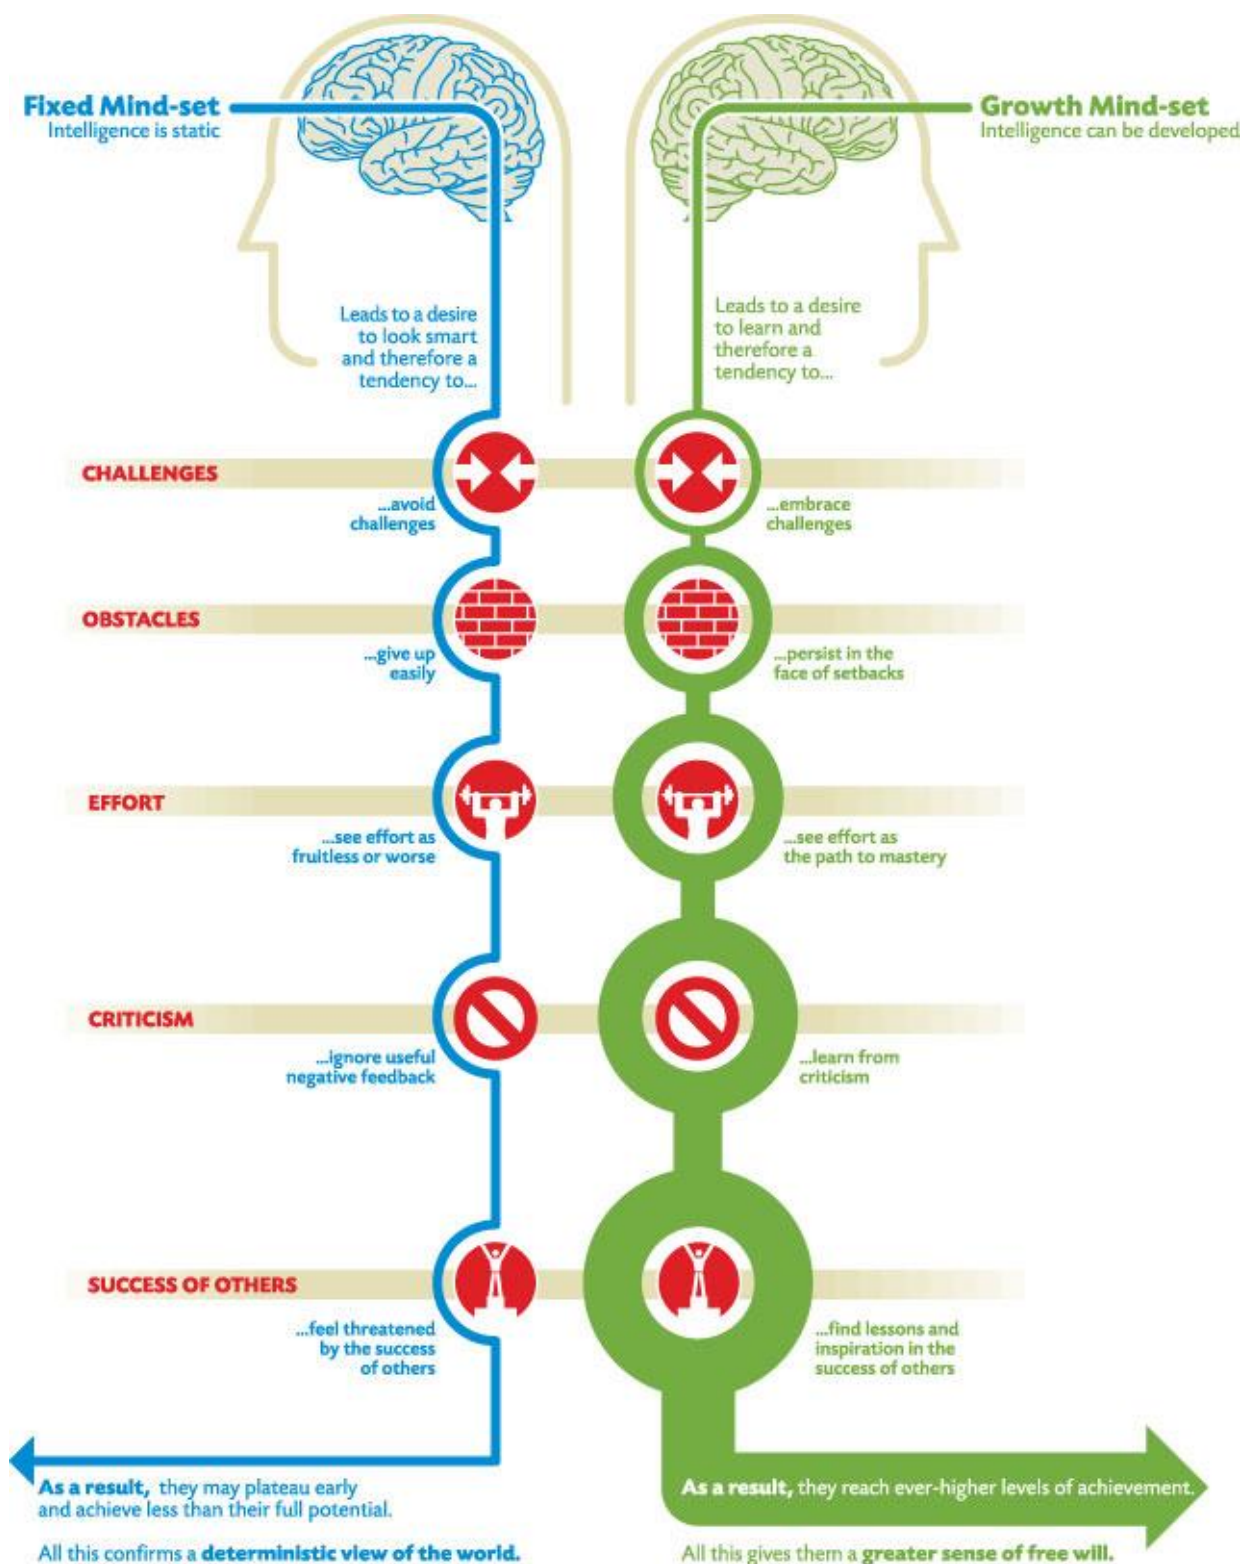 Fixed Mind-set
Intelligence is static
Growth Mind-set
Intelligence can be developed
Leads to a desire
to look smart
and therefore a
tendency to...
Leads to a desire
to learn and
therefore a
tendency to...
CHALLENGES
...avoid
challenges
...embrace
challenges
OBSTACLES
...give up
easily
...persist in the
face of setbacks
EFFORT
...see effort as
fruitless or worse
...see effort as
the path to mastery
CRITICISM
...ignore useful
negative feedback
...learn from
criticism
SUCCESS OF OTHERS
...feel threatened
by the success
of others
...find lessons and
inspiration in the
success of others
As a result, they may plateau early
and achieve less than their full potential.
All this confirms a deterministic view of the world.
As a result, they reach ever-higher levels of achievement.
All this gives them a greater sense of free will.